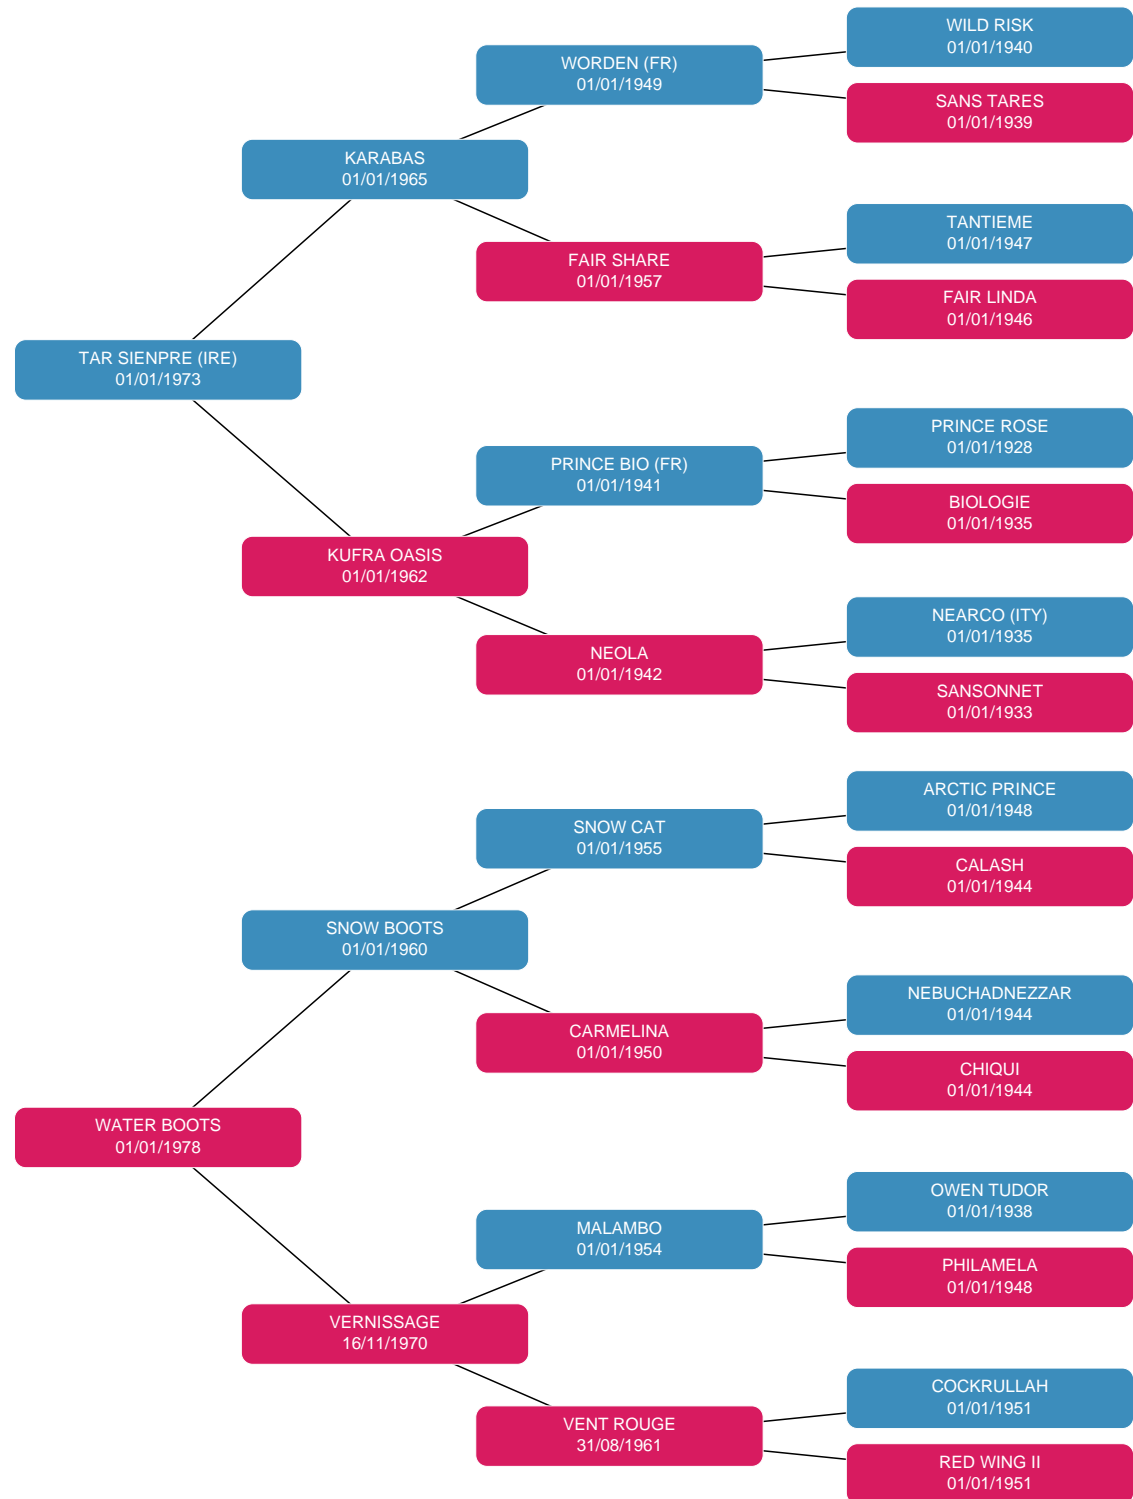 WILD RISK
01/01/1940
WORDEN (FR)
01/01/1949
SANS TARES
01/01/1939
KARABAS
01/01/1965
TANTIEME
01/01/1947
FAIR SHARE
01/01/1957
FAIR LINDA
01/01/1946
TAR SIENPRE (IRE)
01/01/1973
PRINCE ROSE
01/01/1928
PRINCE BIO (FR)
01/01/1941
BIOLOGIE
01/01/1935
KUFRA OASIS
01/01/1962
NEARCO (ITY)
01/01/1935
NEOLA
01/01/1942
SANSONNET
01/01/1933
ARCTIC PRINCE
01/01/1948
SNOW CAT
01/01/1955
CALASH
01/01/1944
SNOW BOOTS
01/01/1960
NEBUCHADNEZZAR
01/01/1944
CARMELINA
01/01/1950
CHIQUI
01/01/1944
WATER BOOTS
01/01/1978
OWEN TUDOR
01/01/1938
MALAMBO
01/01/1954
PHILAMELA
01/01/1948
VERNISSAGE
16/11/1970
COCKRULLAH
01/01/1951
VENT ROUGE
31/08/1961
RED WING II
01/01/1951